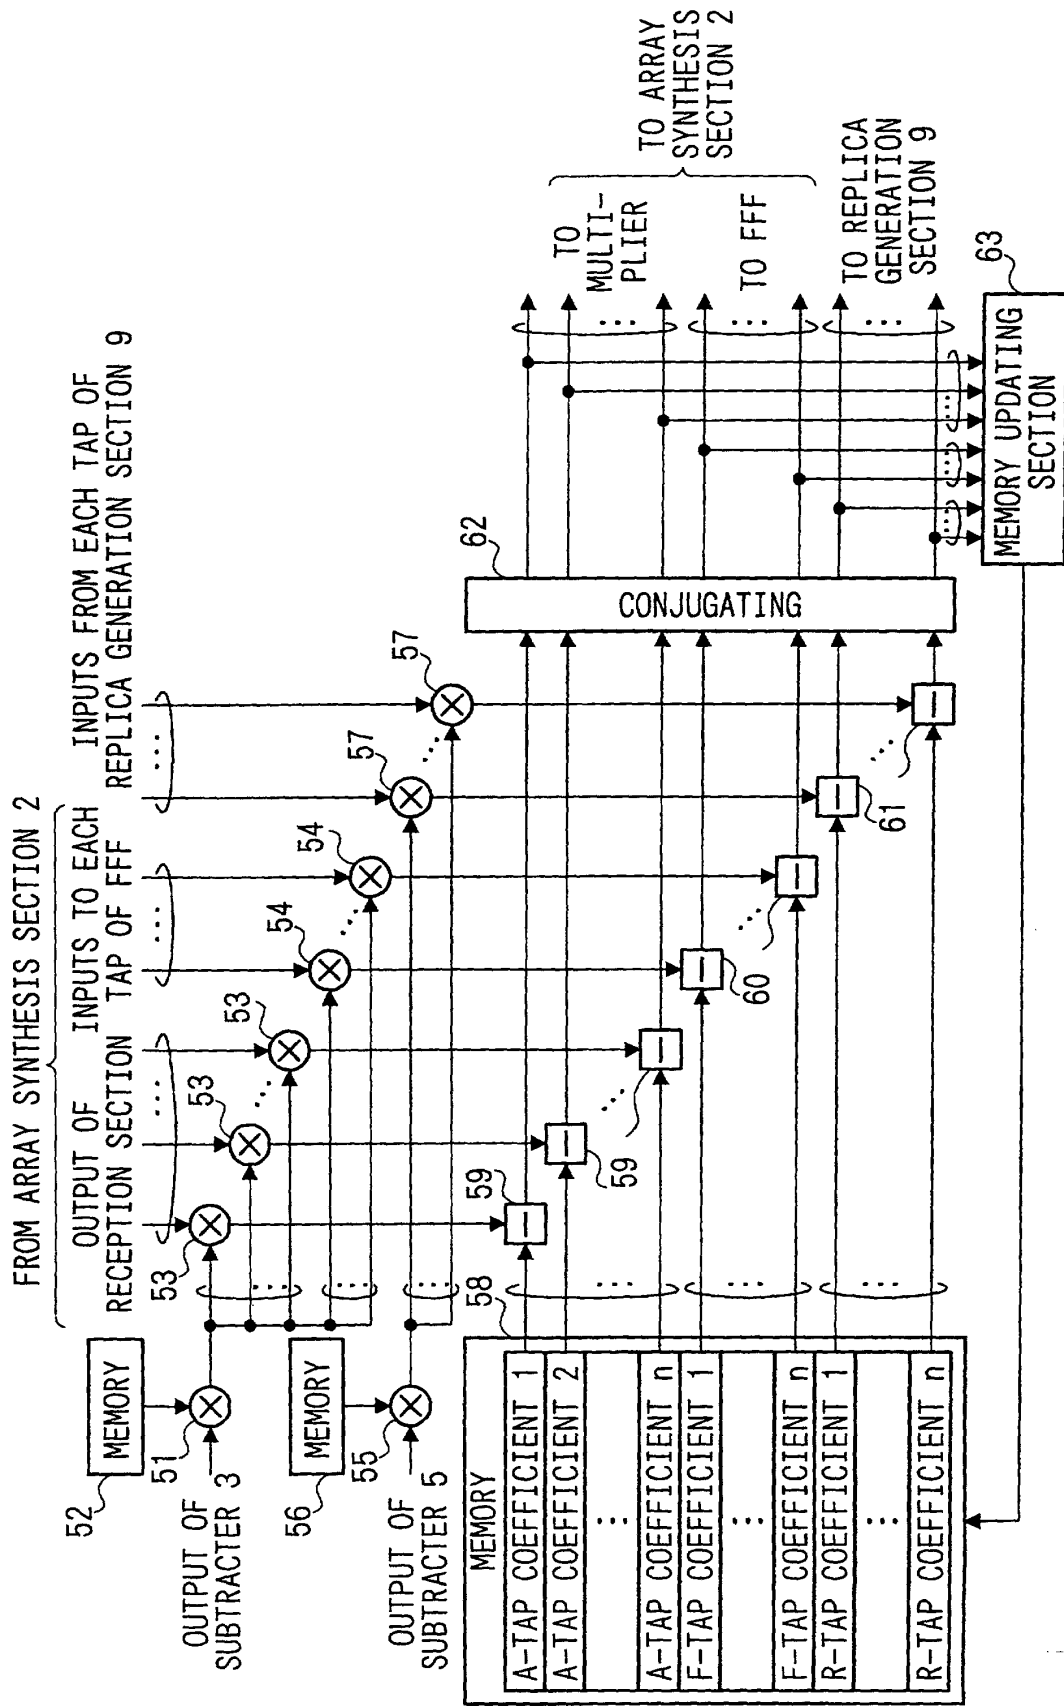 FROM ARRAY SYNTHESIS SECTION 2
OUTPUT OF
RECEPTION SECTION
INPUTS TO EACH
TAP OF FFF
INPUTS FROM EACH TAP OF
REPLICA GENERATION SECTION 9
52
MEMORY
51
OUTPUT OF
SUBTRACTER 3
53
53
53
54
54
57
57
56
MEMORY
55
OUTPUT OF
SUBTRACTER 5
58
MEMORY
A-TAP COEFFICIENT 1
A-TAP COEFFICIENT 2
A-TAP COEFFICIENT n
F-TAP COEFFICIENT 1
F-TAP COEFFICIENT n
R-TAP COEFFICIENT 1
R-TAP COEFFICIENT n
59
59
60
61
62
CONJUGATING
TO
MULTI-
PLIER
TO FFF
TO ARRAY
SYNTHESIS
SECTION 2
TO REPLICA
GENERATION
SECTION 9
63
MEMORY UPDATING
SECTION